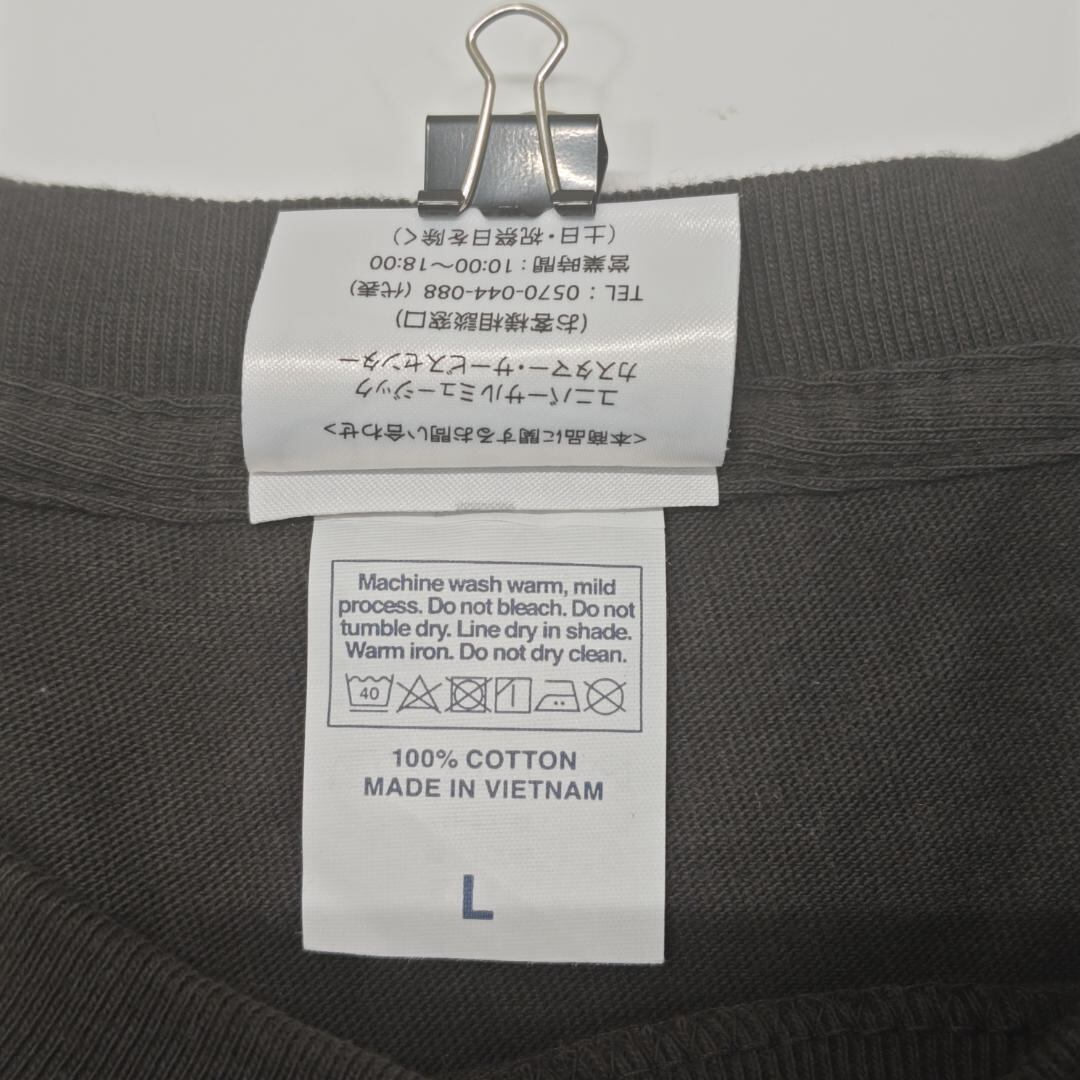 <本商品に関するお問い合わせ>
ユニバーサルミュージック
カスタマー・サービスセンター
(お客様相談窓口)
TEL：0570-044-088 (代表)
営業時間：10:00〜18:00
(土日・祝祭日を除く)
Machine wash warm, mild
process. Do not bleach. Do not
tumble dry. Line dry in shade.
Warm iron. Do not dry clean.
40
100% COTTON
MADE IN VIETNAM
L